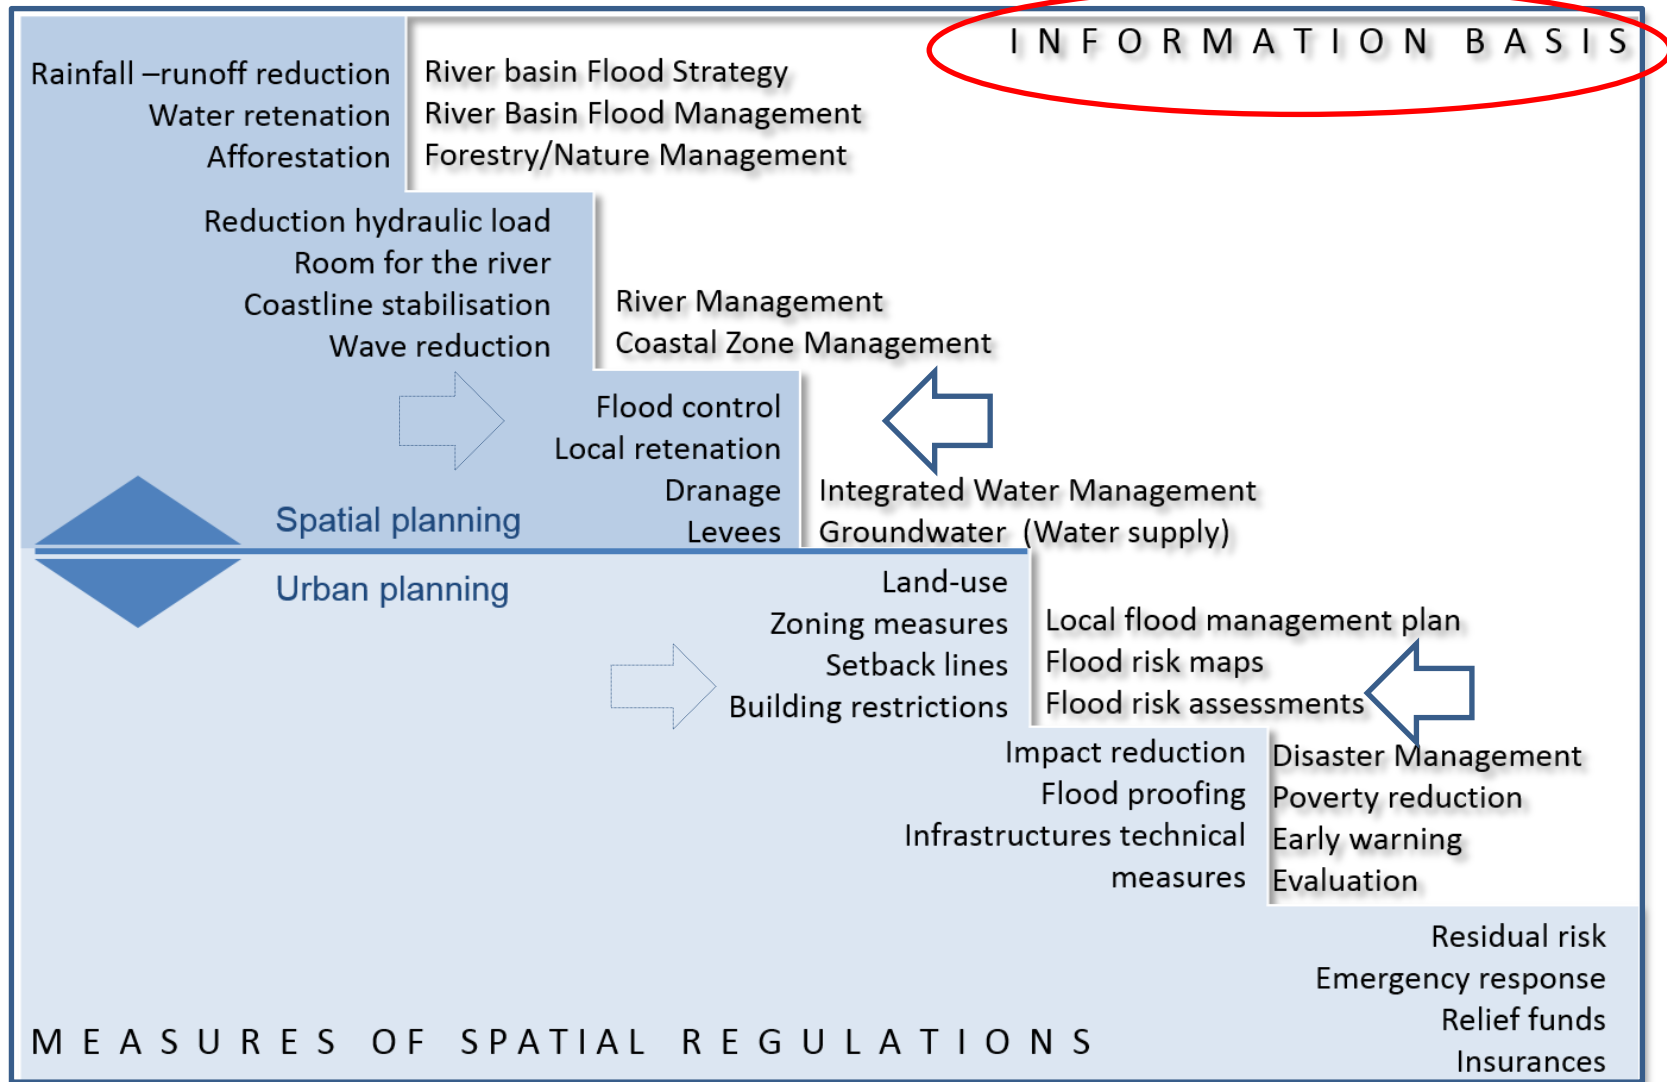 INFORMATION BASIS
Rainfall –runoff reduction
Water retenation
Afforestation
River basin Flood Strategy
River Basin Flood Management
Forestry/Nature Management
Reduction hydraulic load
Room for the river
Coastline stabilisation
Wave reduction
River Management
Coastal Zone Management
Flood control
Local retenation
Dranage
Levees
Integrated Water Management
Groundwater (Water supply)
Spatial planning
Urban planning
Land-use
Zoning measures
Setback lines
Building restrictions
Local flood management plan
Flood risk maps
Flood risk assessments
Impact reduction
Flood proofing
Infrastructures technical
measures
Disaster Management
Poverty reduction
Early warning
Evaluation
Residual risk
Emergency response
Relief funds
Insurances
MEASURES OF SPATIAL REGULATIONS